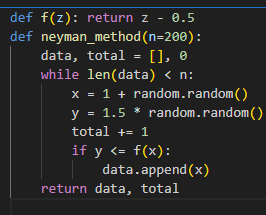 def f(z): return z - 0.5
def neyman_method(n=200):
    data, total = [], 0
    while len(data) < n:
        x = 1 + random.random()
        y = 1.5 * random.random()
        total += 1
        if y <= f(x):
            data.append(x)
    return data, total